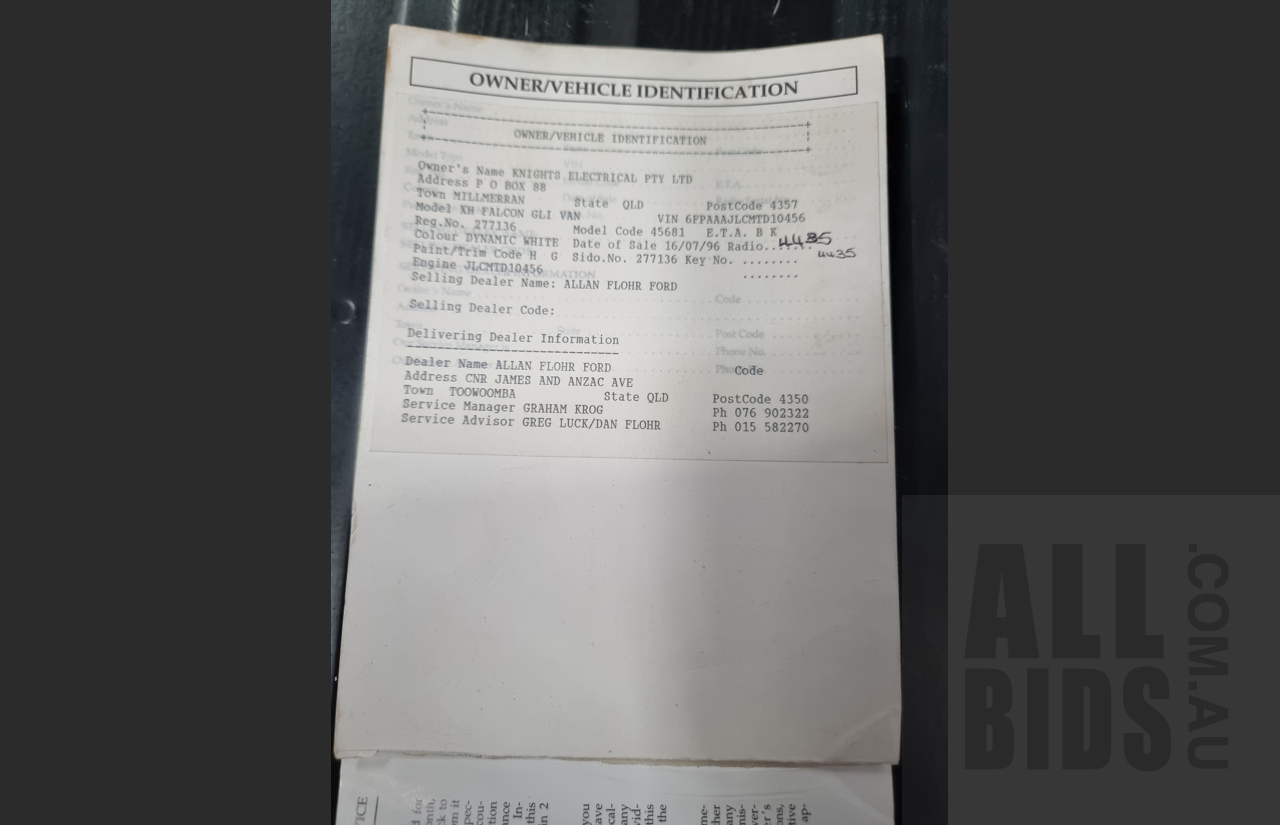 OWNER/VEHICLE IDENTIFICATION
OWNER/VEHICLE IDENTIFICATION
Owner's Name KNIGHTS ELECTRICAL PTY LTD
Address P O BOX 88
Town MILLMERRAN State QLD PostCode 4357
Model XH FALCON GLI VAN VIN 6FPAAAJLCMTD10456
Reg.No. 277136 Model Code 45681 E.T.A. B K
Colour DYNAMIC WHITE Date of Sale 16/07/96 Radio...... 4435
Paint/Trim Code H G Sido.No. 277136 Key No. ........ 4435
Engine JLCMTD10456 ........
Selling Dealer Name: ALLAN FLOHR FORD
Selling Dealer Code:
Delivering Dealer Information
Dealer Name ALLAN FLOHR FORD Code
Address CNR JAMES AND ANZAC AVE
Town TOOWOOMBA State QLD PostCode 4350
Service Manager GRAHAM KROG Ph 076 902322
Service Advisor GREG LUCK/DAN FLOHR Ph 015 582270
ALL
BIDS
.COM.AU